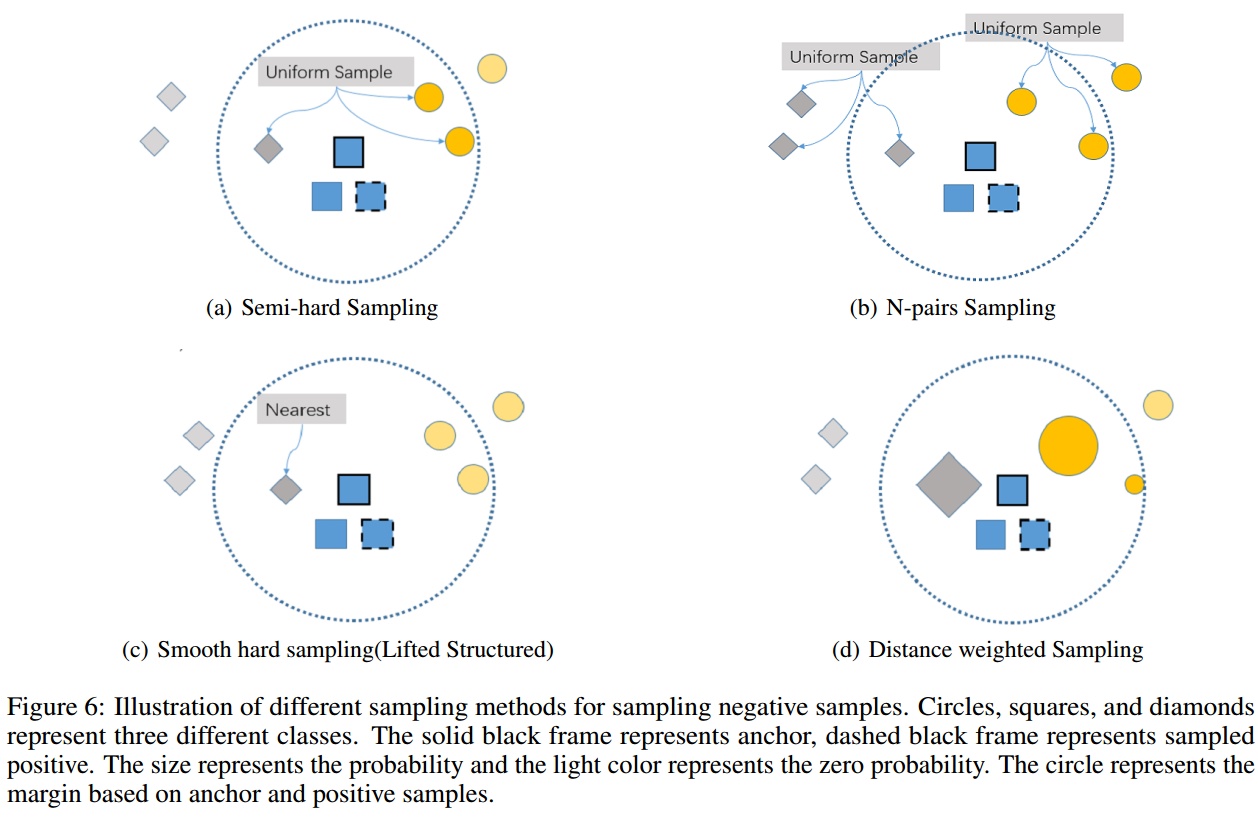 Uniform Sample
(a) Semi-hard Sampling
Uniform Sample
Uniform Sample
(b) N-pairs Sampling
Nearest
(c) Smooth hard sampling(Lifted Structured)
(d) Distance weighted Sampling
Figure 6: Illustration of different sampling methods for sampling negative samples. Circles, squares, and diamonds
represent three different classes. The solid black frame represents anchor, dashed black frame represents sampled
positive. The size represents the probability and the light color represents the zero probability. The circle represents the
margin based on anchor and positive samples.